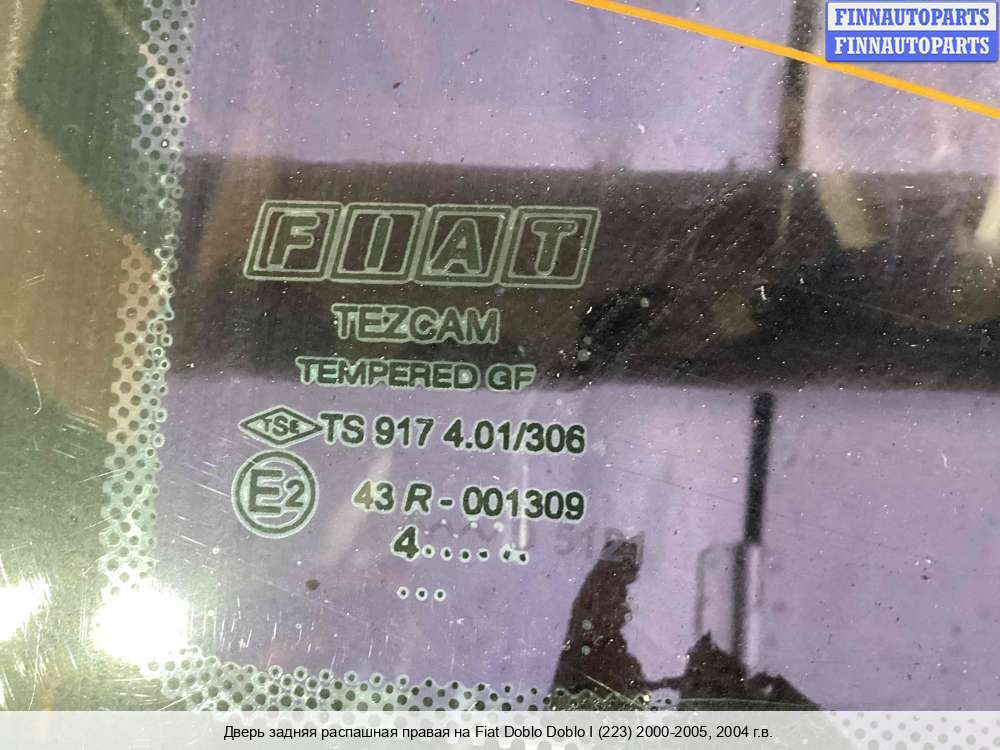 FINNAUTOPARTS
FINNAUTOPARTS
FIAT
TEZCAM
TEMPERED GF
TSE TS 917 4.01/306
E2 43 R - 001309
4..... ..
...
Дверь задняя распашная правая на Fiat Doblo Doblo I (223) 2000-2005, 2004 г.в.